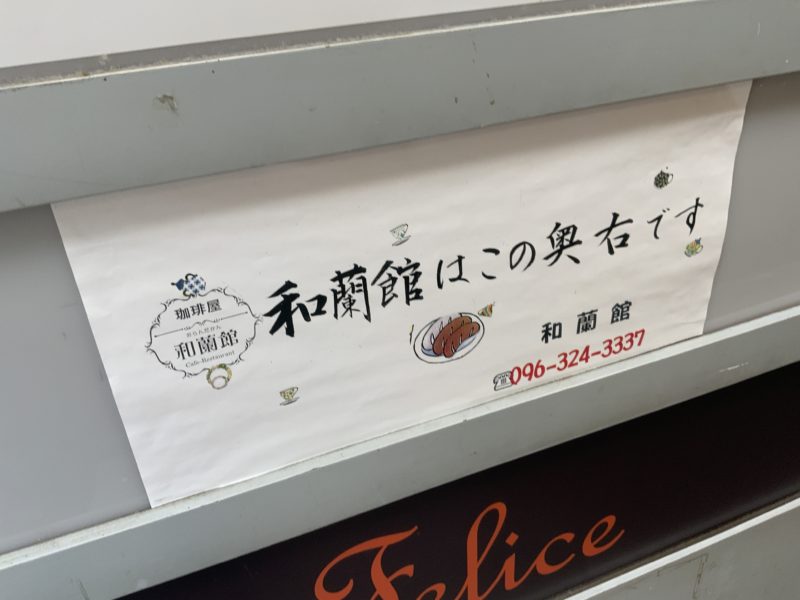 和蘭館はこの奥右です
珈琲屋
おらんだかん
和蘭館
Cafe-Restaurant
和蘭館
096-324-3337
Felice